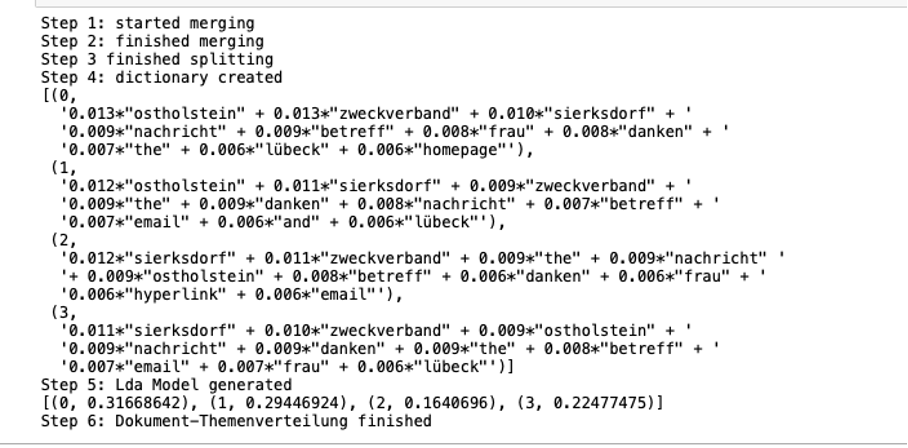 Step 1: started merging
Step 2: finished merging
Step 3 finished splitting
Step 4: dictionary created
[(0,
'0.013*"ostholstein" + 0.013*"zweckverband" + 0.010*"sierksdorf" + '
'0.009*"nachricht" + 0.009*"betreff" + 0.008*"frau" + 0.008*"danken" + '
'0.007*"the" + 0.006*"lübeck" + 0.006*"homepage"'),
(1,
'0.012*"ostholstein" + 0.011*"sierksdorf" + 0.009*"zweckverband" + '
'0.009*"the" + 0.009*"danken" + 0.008*"nachricht" + 0.007*"betreff" + '
'0.007*"email" + 0.006*"and" + 0.006*"lübeck"'),
(2,
'0.012*"sierksdorf" + 0.011*"zweckverband" + 0.009*"the" + 0.009*"nachricht" '
'+ 0.009*"ostholstein" + 0.008*"betreff" + 0.006*"danken" + 0.006*"frau" + '
'0.006*"hyperlink" + 0.006*"email"'),
(3,
'0.011*"sierksdorf" + 0.010*"zweckverband" + 0.009*"ostholstein" + '
'0.009*"nachricht" + 0.009*"danken" + 0.009*"the" + 0.008*"betreff" + '
'0.007*"email" + 0.007*"frau" + 0.006*"lübeck"')]
Step 5: Lda Model generated
[(0, 0.31668642), (1, 0.29446924), (2, 0.1640696), (3, 0.22477475)]
Step 6: Dokument-Themenverteilung finished